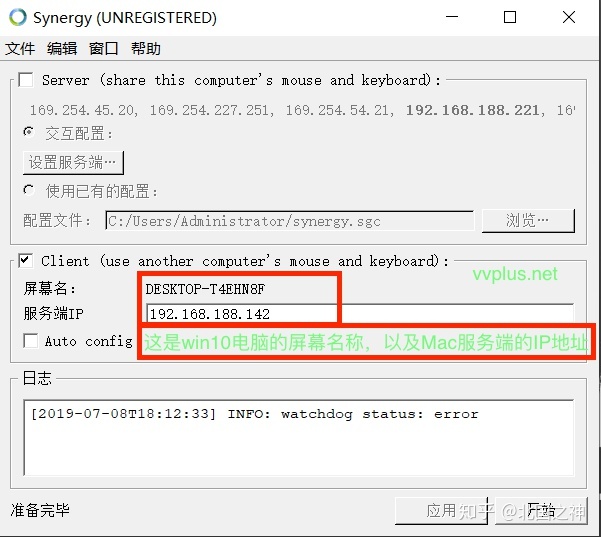 Synergy (UNREGISTERED)
文件 编辑 窗口 帮助
Server (share this computer's mouse and keyboard):
169.254.45.20, 169.254.227.251, 169.254.54.21, 192.168.188.221, 16
交互配置:
设置服务端…
使用已有的配置:
配置文件: C:/Users/Administrator/synergy.sgc 浏览…
Client (use another computer's mouse and keyboard):
vvplus.net
屏幕名: DESKTOP-T4EHN8F
服务端IP 192.168.188.142
Auto config 这是win10电脑的屏幕名称，以及Mac服务端的IP地址
日志
[2019-07-08T18:12:33] INFO: watchdog status: error
准备完毕 应用 开始
知乎 @北国之神